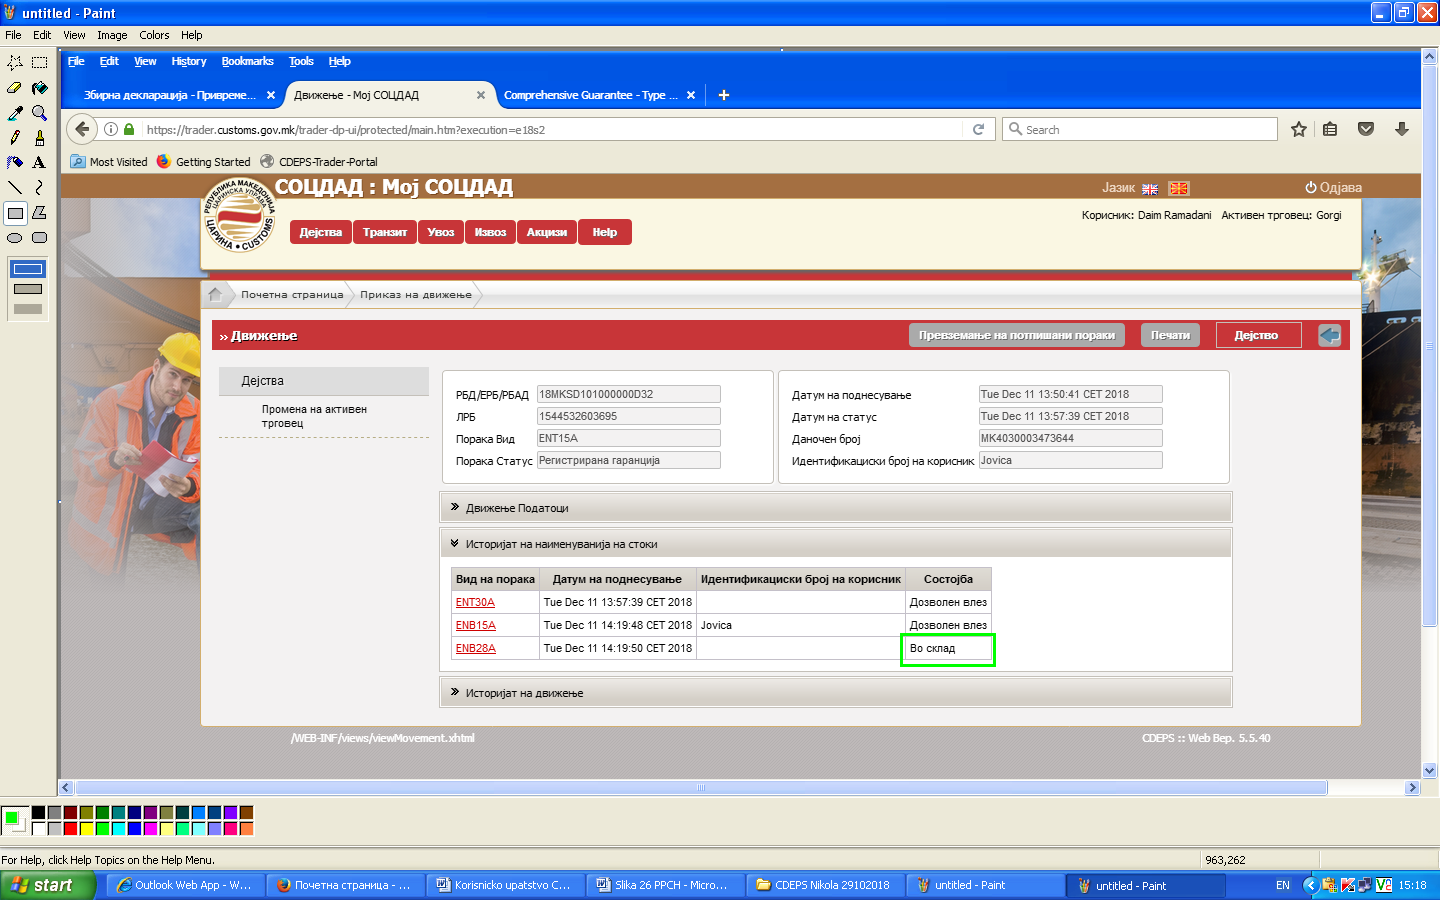 untitled - Paint
File Edit View Image Colors Help
File Edit View History Bookmarks Tools Help
Збирна декларација - Привреме...
Движење - Мој СОЦДАД
Comprehensive Guarantee - Type ...
https://trader.customs.gov.mk/trader-dp-ui/protected/main.htm?execution=e18s2
Search
Most Visited Getting Started CDEPS-Trader-Portal
РЕПУБЛИКА МАКЕДОНИЈА ЦАРИНСКА УПРАВА
ЦАРИНА • CUSTOMS
СОЦДАД : Мој СОЦДАД
Јазик
Одјава
Корисник: Daim Ramadani Активен трговец: Gorgi
Дејства Транзит Увоз Извоз Акцизи Help
Почетна страница Приказ на движење
» Движење
Превземање на потпишани пораки Печати Дејство
Дејства
Промена на активен
трговец
РБД/ЕРБ/РБАД 18MKSD101000000D32
ЛРБ 1544532603695
Порака Вид ENT15A
Порака Статус Регистрирана гаранција
Датум на поднесување Tue Dec 11 13:50:41 CET 2018
Датум на статус Tue Dec 11 13:57:39 CET 2018
Даночен број MK4030003473644
Идентификациски број на корисник Jovica
Движење Податоци
Историјат на наименуванија на стоки
Вид на порака Датум на поднесување Идентификациски број на корисник Состојба
ENT30A Tue Dec 11 13:57:39 CET 2018 Дозволен влез
ENB15A Tue Dec 11 14:19:48 CET 2018 Jovica Дозволен влез
ENB28A Tue Dec 11 14:19:50 CET 2018 Во склад
Историјат на движење
/WEB-INF/views/viewMovement.xhtml
CDEPS :: Web Вер. 5.5.40
For Help, click Help Topics on the Help Menu.
963,262
start
Outlook Web App - W...
Почетна страница - ...
Korisnicko upatstvo C...
Slika 26 PPCH - Micro...
CDEPS Nikola 29102018
untitled - Paint
untitled - Paint
EN
15:18